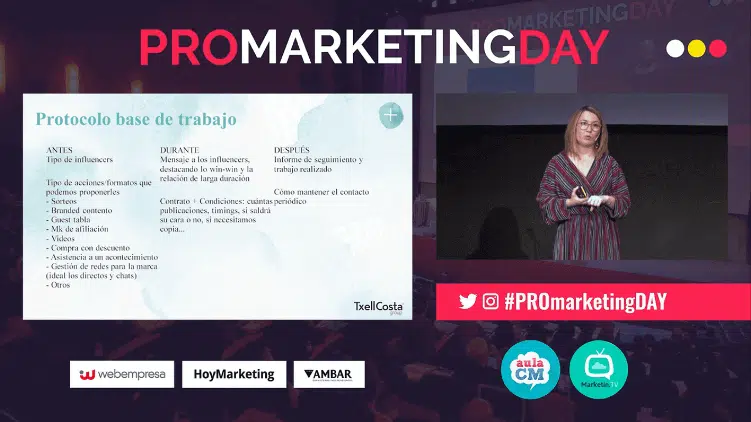 PROMARKETINGDAY
Protocolo base de trabajo
ANTES
Tipo de influencers
Tipo de acciones/formatos que
podemos proponerles
- Sorteos
- Branded contento
- Guest tabla
- Mk de afiliación
- Videos
- Compra con descuento
- Asistencia a un acontecimiento
- Gestión de redes para la marca
(ideal los directos y chats)
- Otros
DURANTE
Mensaje a los influencers,
destacando lo win-win y la
relación de larga duración
Contrato + Condiciones: cuántas
publicaciones, timings, si saldrá
su cara o no, si necesitamos
copia...
DESPUÉS
Informe de seguimiento y
trabajo realizado
Cómo mantener el contacto
periódico
TxellCosta
#PROmarketingDAY
webempresa
HoyMarketing
AMBAR
aula
CM
MarketinTV